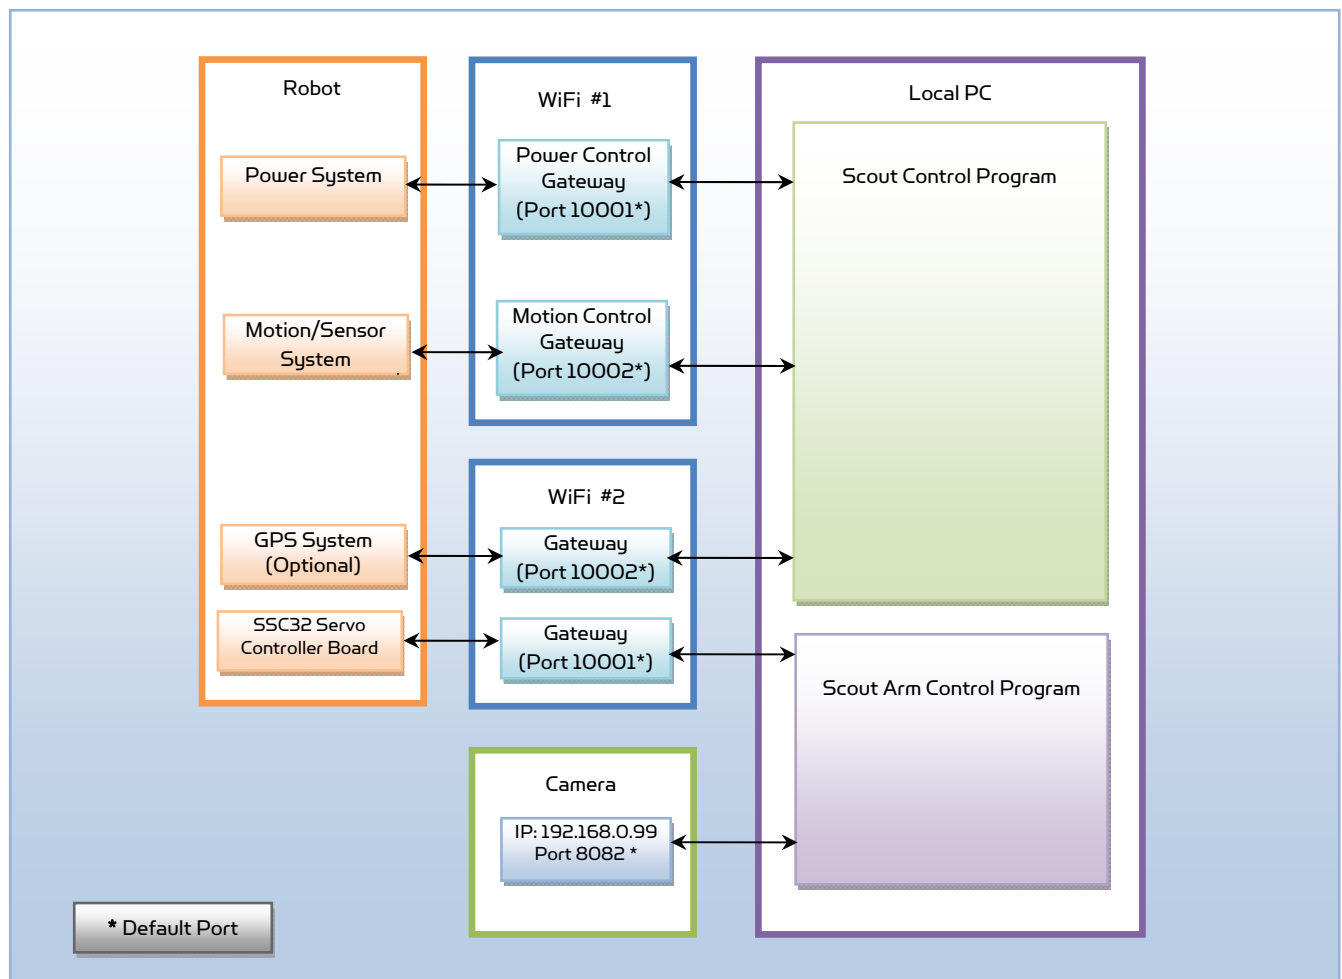 Robot
Power System
Motion/Sensor
System
GPS System
(Optional)
SSC32 Servo
Controller Board
WiFi #1
Power Control
Gateway
(Port 10001*)
Motion Control
Gateway
(Port 10002*)
WiFi #2
Gateway
(Port 10002*)
Gateway
(Port 10001*)
Camera
IP: 192.168.0.99
Port 8082 *
Local PC
Scout Control Program
Scout Arm Control Program
* Default Port